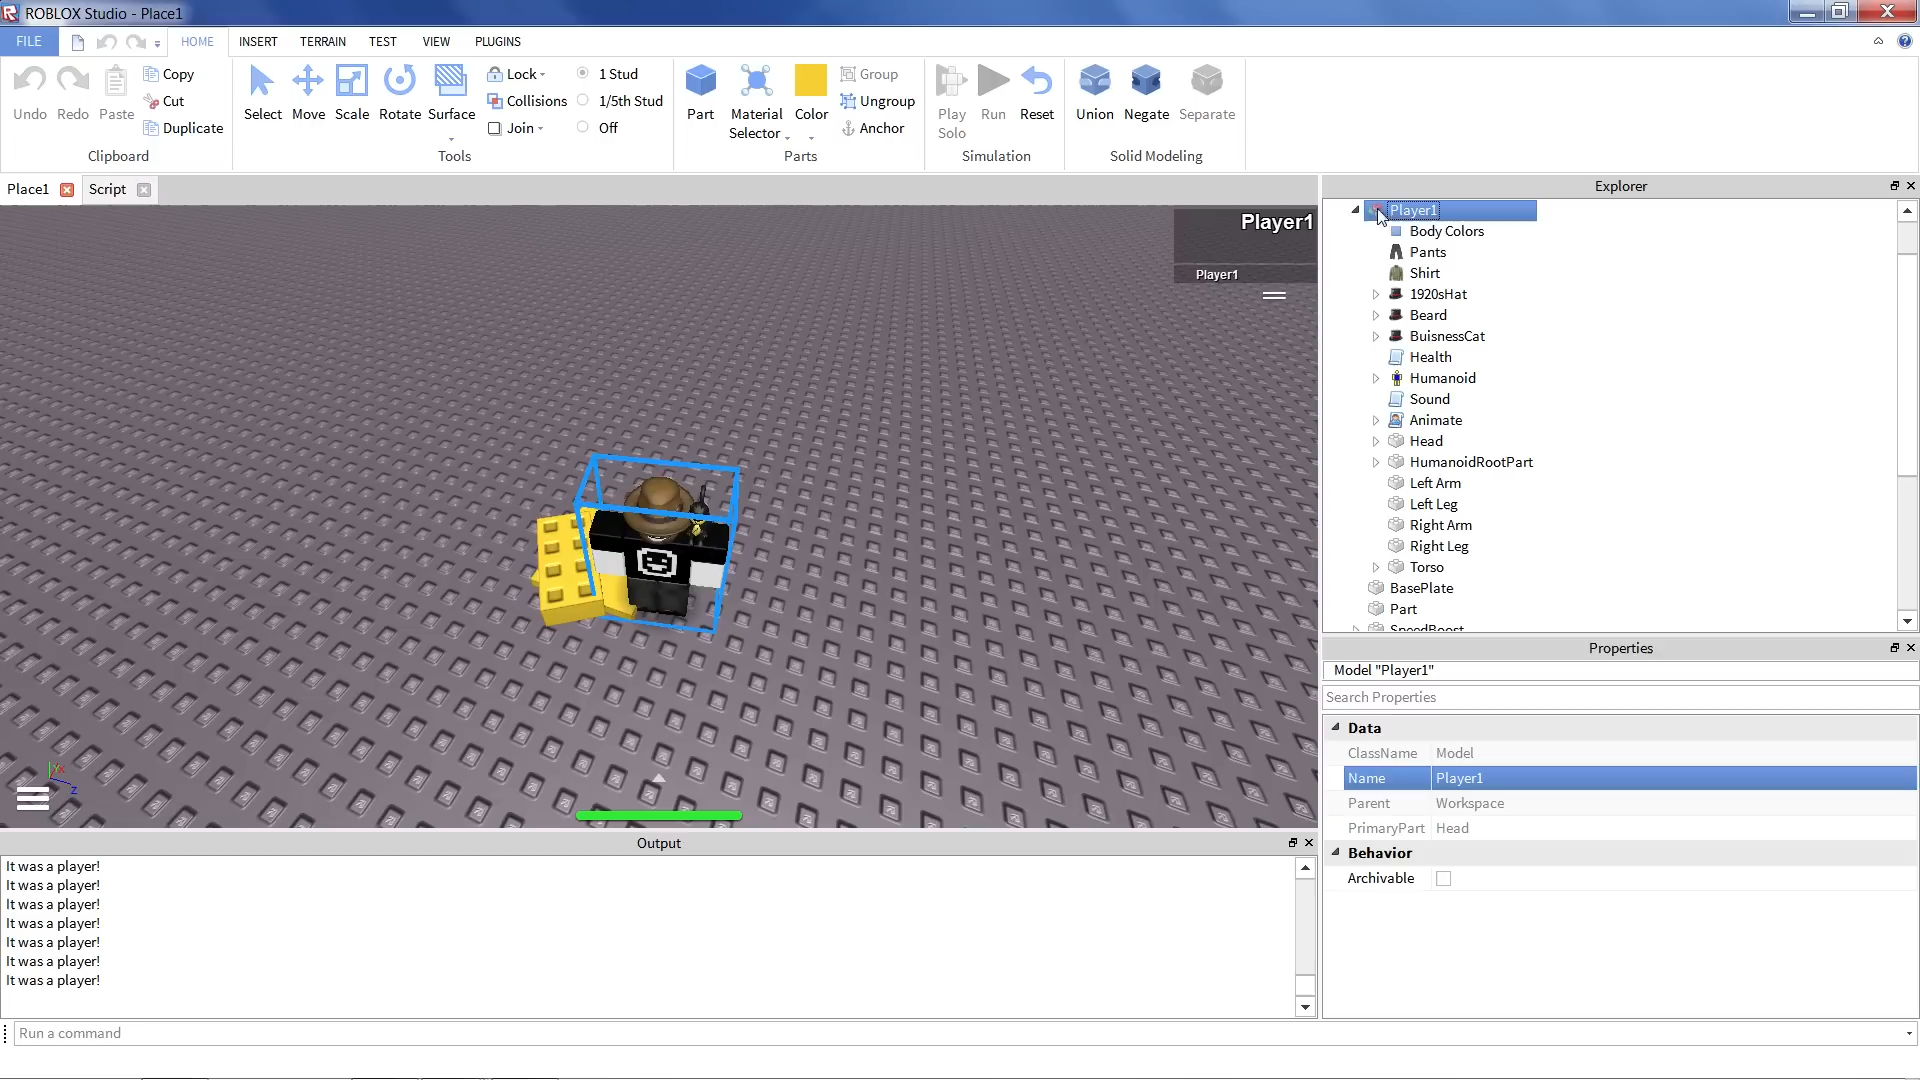 ROBLOX Studio - Place1
FILE HOME INSERT TERRAIN TEST VIEW PLUGINS
Undo Redo Paste Copy Cut Duplicate
Clipboard
Select Move Scale Rotate Surface Lock Collisions Join 1 Stud 1/5th Stud Off
Tools
Part Material Selector Color Group Ungroup Anchor
Parts
Play Solo Run Reset
Simulation
Union Negate Separate
Solid Modeling
Place1 Script
Player1
Player1
Explorer
Player1
Body Colors
Pants
Shirt
1920sHat
Beard
BuisnessCat
Health
Humanoid
Sound
Animate
Head
HumanoidRootPart
Left Arm
Left Leg
Right Arm
Right Leg
Torso
BasePlate
Part
SpeedBoost
Properties
Model "Player1"
Search Properties
Data
ClassName Model
Name Player1
Parent Workspace
PrimaryPart Head
Behavior
Archivable
Output
It was a player!
It was a player!
It was a player!
It was a player!
It was a player!
It was a player!
It was a player!
Run a command